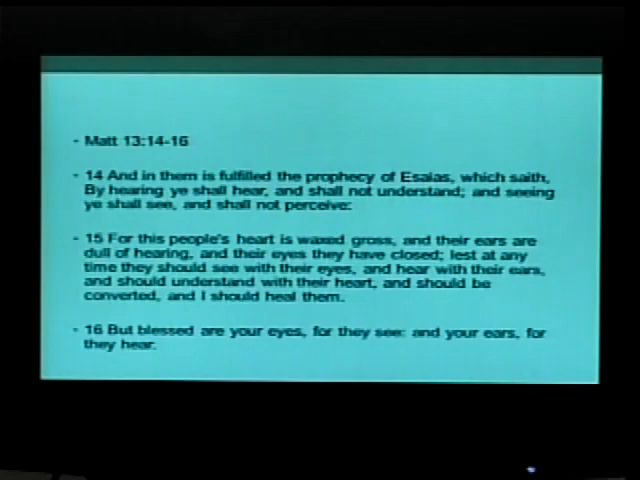 - Matt 13:14-16
- 14 And in them is fulfilled the prophecy of Esaias, which saith,
By hearing ye shall hear, and shall not understand; and seeing
ye shall see, and shall not perceive:
- 15 For this people's heart is waxed gross, and their ears are
dull of hearing, and their eyes they have closed; lest at any
time they should see with their eyes, and hear with their ears,
and should understand with their heart, and should be
converted, and I should heal them.
- 16 But blessed are your eyes, for they see: and your ears, for
they hear.